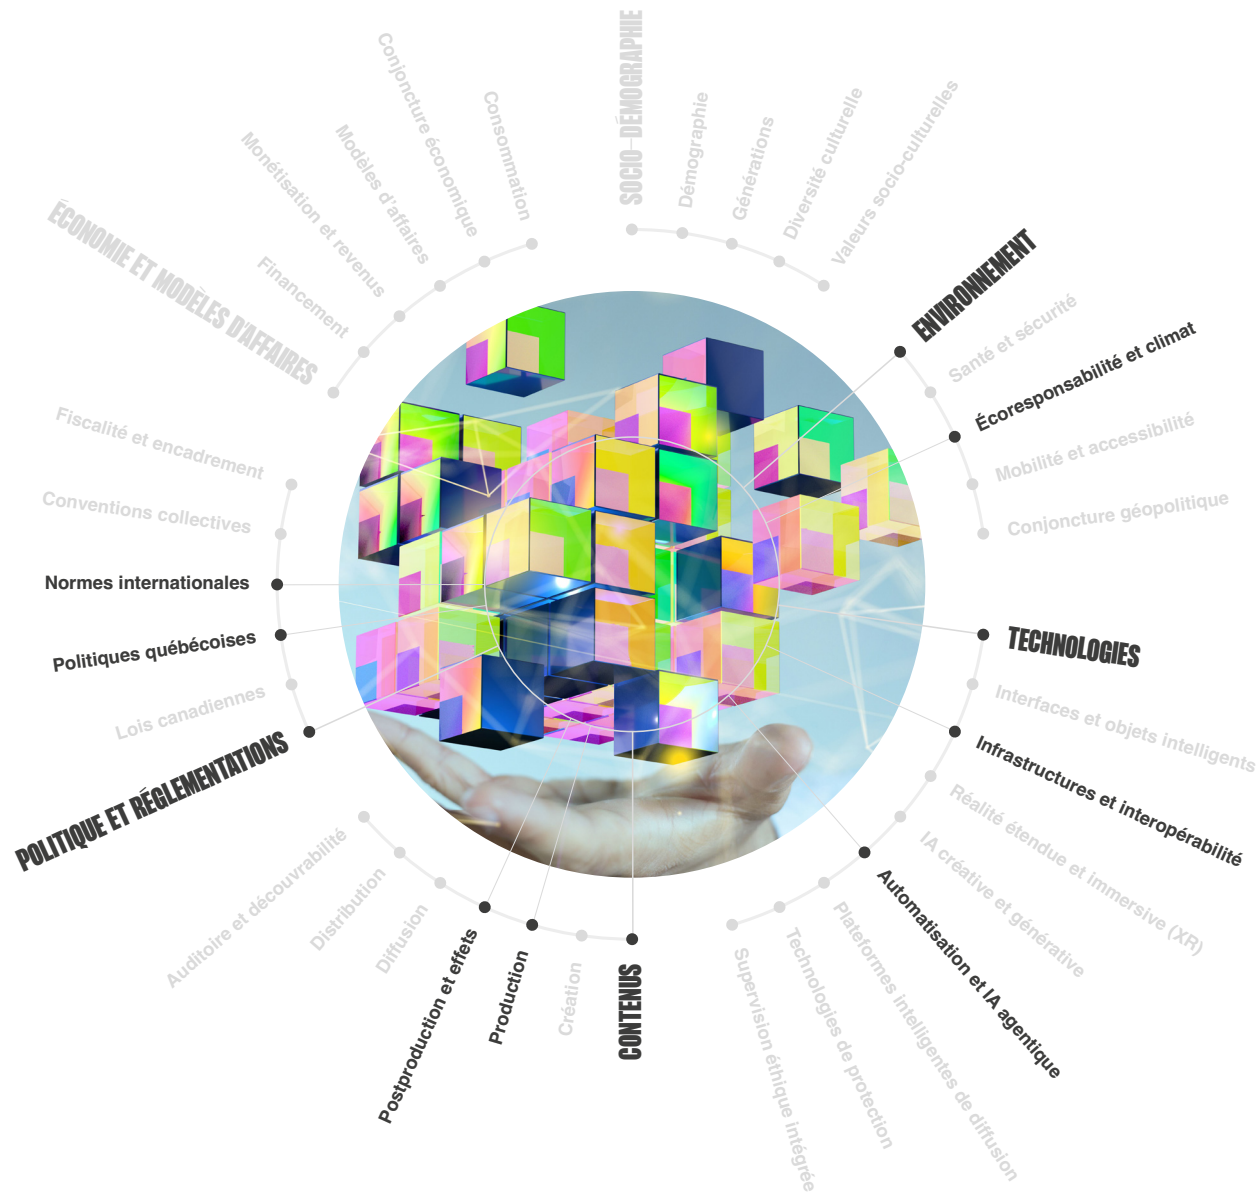 SOCIO-DÉMOGRAPHIE
Démographie
Générations
Diversité culturelle
Valeurs socio-culturelles
ENVIRONNEMENT
Santé et sécurité
Écoresponsabilité et climat
Mobilité et accessibilité
Conjoncture géopolitique
TECHNOLOGIES
Interfaces et objets intelligents
Infrastructures et interopérabilité
Réalité étendue et immersive (XR)
IA créative et générative
Automatisation et IA agentique
Plateformes intelligentes de diffusion
Technologies de protection
Supervision éthique intégrée
CONTENUS
Création
Production
Postproduction et effets
Diffusion
Distribution
Auditoire et découvrabilité
POLITIQUE ET RÉGLEMENTATIONS
Lois canadiennes
Politiques québécoises
Normes internationales
Conventions collectives
Fiscalité et encadrement
ÉCONOMIE ET MODÈLES D'AFFAIRES
Financement
Monétisation et revenus
Modèles d'affaires
Conjoncture économique
Consommation